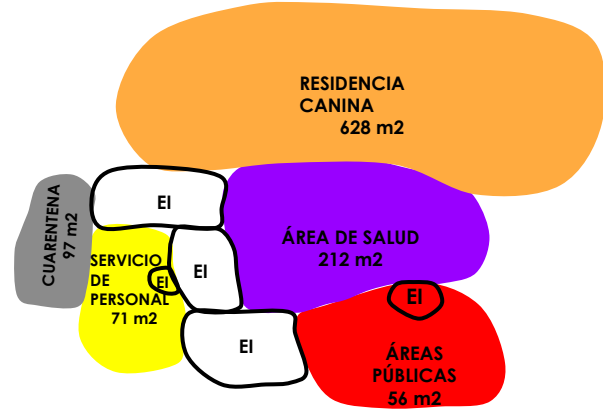 RESIDENCIA
CANINA
628 m2
EI
CUARENTENA
97 m2
ÁREA DE SALUD
212 m2
SERVICIO
DE
PERSONAL
71 m2
EI
EI
EI
EI
ÁREAS
PÚBLICAS
56 m2